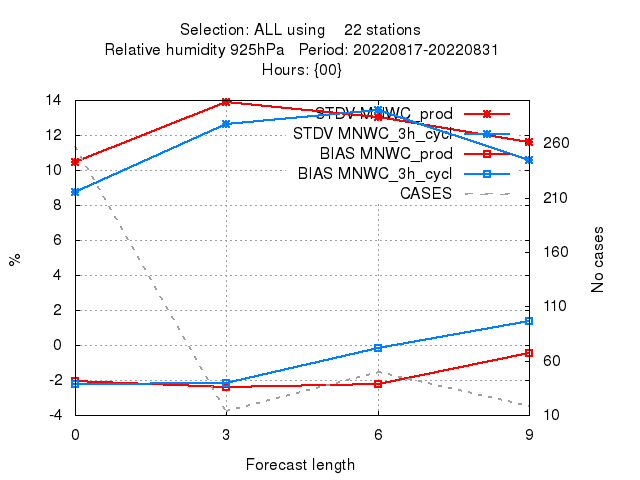 Selection: ALL using 22 stations
Relative humidity 925hPa Period: 20220817-20220831
Hours: {00}
STDV MNWC_prod
STDV MNWC_3h_cycl
BIAS MNWC_prod
BIAS MNWC_3h_cycl
CASES
14
12
10
8
6
4
2
0
-2
-4
%
260
210
160
110
60
10
No cases
0 3 6 9
Forecast length